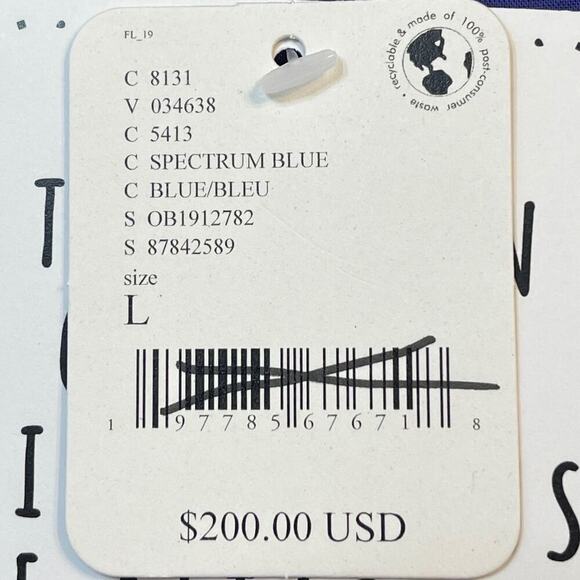 FL_19
recyclable & made of 100% post-consumer waste •
C 8131
V 034638
C 5413
C SPECTRUM BLUE
C BLUE/BLEU
S OB1912782
S 87842589
size
L
1 97785 67671 8
$200.00 USD